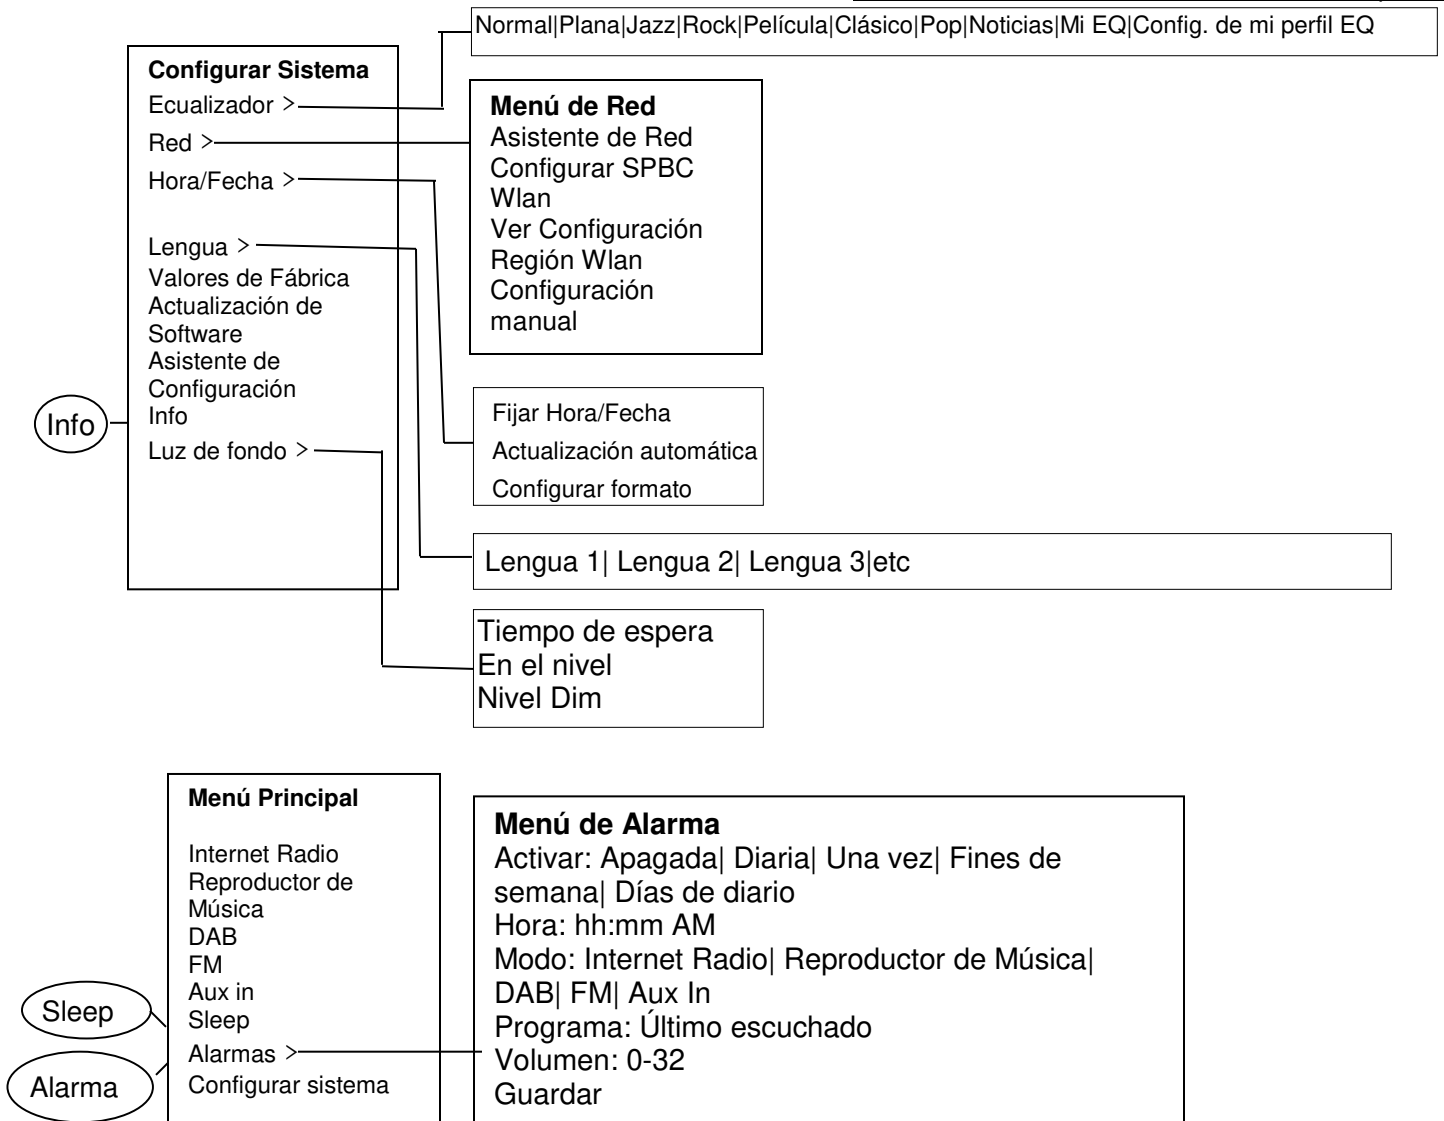 Normal|Plana|Jazz|Rock|Película|Clásico|Pop|Noticias|Mi EQ|Config. de mi perfil EQ
Configurar Sistema
Ecualizador >
Red >
Hora/Fecha >
Lengua >
Valores de Fábrica
Actualización de
Software
Asistente de
Configuración
Info
Luz de fondo >
Info
Menú de Red
Asistente de Red
Configurar SPBC
Wlan
Ver Configuración
Región Wlan
Configuración
manual
Fijar Hora/Fecha
Actualización automática
Configurar formato
Lengua 1| Lengua 2| Lengua 3|etc
Tiempo de espera
En el nivel
Nivel Dim
Menú Principal
Internet Radio
Reproductor de
Música
DAB
FM
Aux in
Sleep
Alarmas >
Configurar sistema
Sleep
Alarma
Menú de Alarma
Activar: Apagada| Diaria| Una vez| Fines de
semana| Días de diario
Hora: hh:mm AM
Modo: Internet Radio| Reproductor de Música|
DAB| FM| Aux In
Programa: Último escuchado
Volumen: 0-32
Guardar